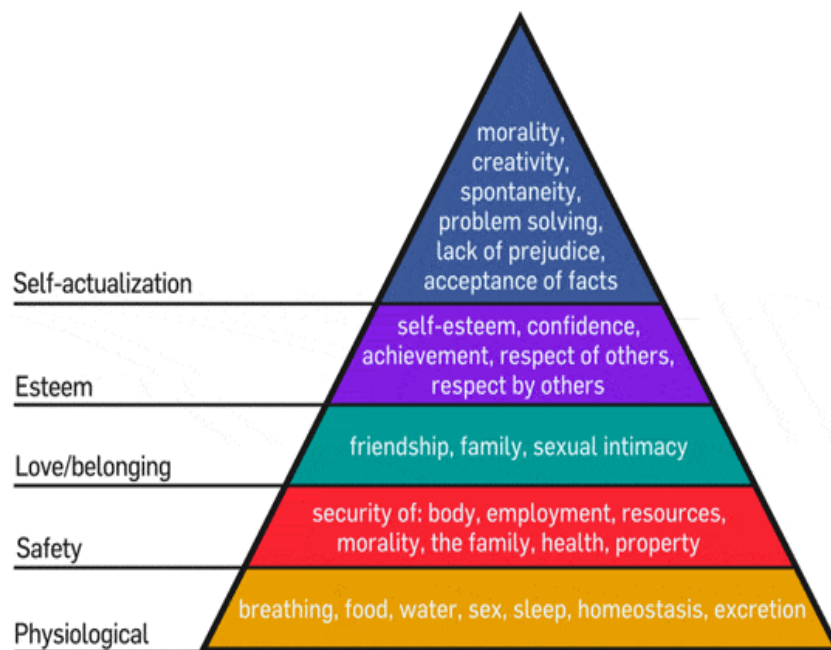 morality,
creativity,
spontaneity,
problem solving,
lack of prejudice,
acceptance of facts
Self-actualization
self-esteem, confidence,
achievement, respect of others,
respect by others
Esteem
friendship, family, sexual intimacy
Love/belonging
security of: body, employment, resources,
morality, the family, health, property
Safety
breathing, food, water, sex, sleep, homeostasis, excretion
Physiological